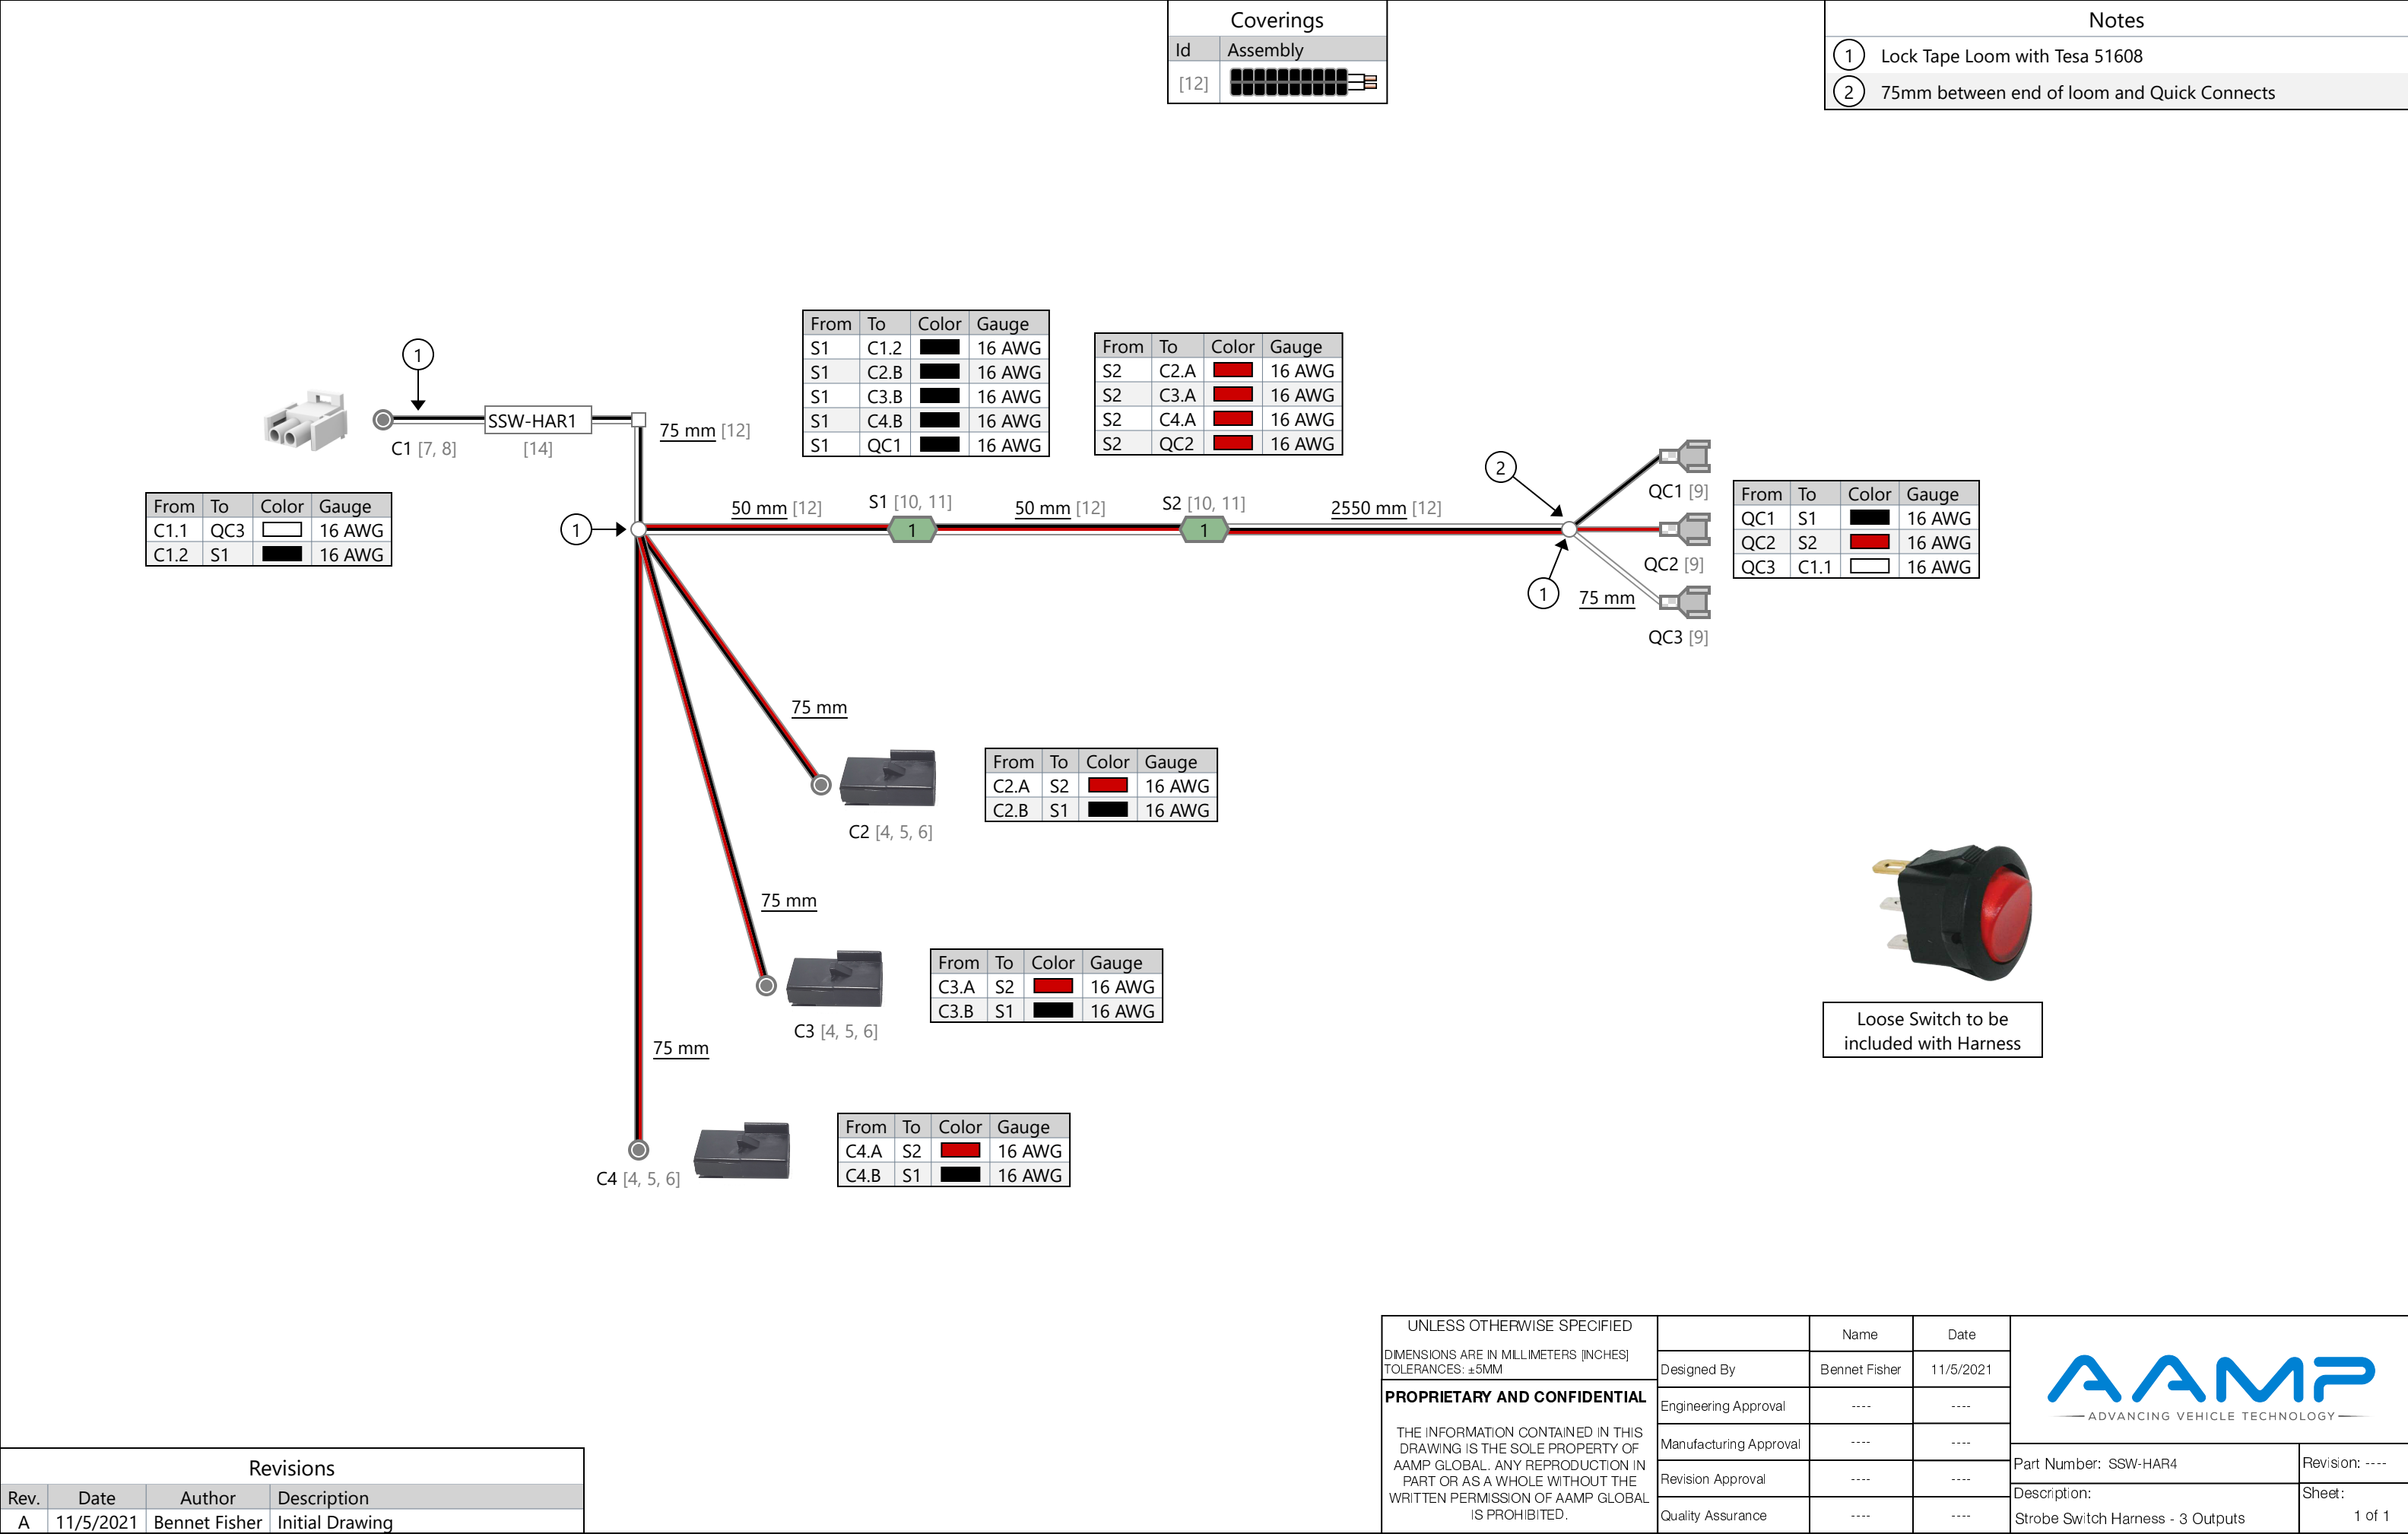 Coverings
Id Assembly
[12]
Notes
1 Lock Tape Loom with Tesa 51608
2 75mm between end of loom and Quick Connects
1
SSW-HAR1
C1 [7, 8]
[14]
75 mm [12]
From To Color Gauge
S1 C1.2 16 AWG
S1 C2.B 16 AWG
S1 C3.B 16 AWG
S1 C4.B 16 AWG
S1 QC1 16 AWG
From To Color Gauge
S2 C2.A 16 AWG
S2 C3.A 16 AWG
S2 C4.A 16 AWG
S2 QC2 16 AWG
From To Color Gauge
C1.1 QC3 16 AWG
C1.2 S1 16 AWG
1
50 mm [12]
S1 [10, 11]
1
50 mm [12]
S2 [10, 11]
1
2550 mm [12]
2
1
75 mm
QC1 [9]
QC2 [9]
QC3 [9]
From To Color Gauge
QC1 S1 16 AWG
QC2 S2 16 AWG
QC3 C1.1 16 AWG
75 mm
C2 [4, 5, 6]
From To Color Gauge
C2.A S2 16 AWG
C2.B S1 16 AWG
75 mm
C3 [4, 5, 6]
From To Color Gauge
C3.A S2 16 AWG
C3.B S1 16 AWG
75 mm
C4 [4, 5, 6]
From To Color Gauge
C4.A S2 16 AWG
C4.B S1 16 AWG
Loose Switch to be
included with Harness
Revisions
Rev. Date Author Description
A 11/5/2021 Bennet Fisher Initial Drawing
UNLESS OTHERWISE SPECIFIED
DIMENSIONS ARE IN MILLIMETERS [INCHES]
TOLERANCES: ±5MM
PROPRIETARY AND CONFIDENTIAL
THE INFORMATION CONTAINED IN THIS
DRAWING IS THE SOLE PROPERTY OF
AAMP GLOBAL. ANY REPRODUCTION IN
PART OR AS A WHOLE WITHOUT THE
WRITTEN PERMISSION OF AAMP GLOBAL
IS PROHIBITED.
Name Date
Designed By Bennet Fisher 11/5/2021
Engineering Approval ---- ----
Manufacturing Approval ---- ----
Revision Approval ---- ----
Quality Assurance ---- ----
AAMP
ADVANCING VEHICLE TECHNOLOGY
Part Number: SSW-HAR4
Revision: ----
Description:
Strobe Switch Harness - 3 Outputs
Sheet:
1 of 1